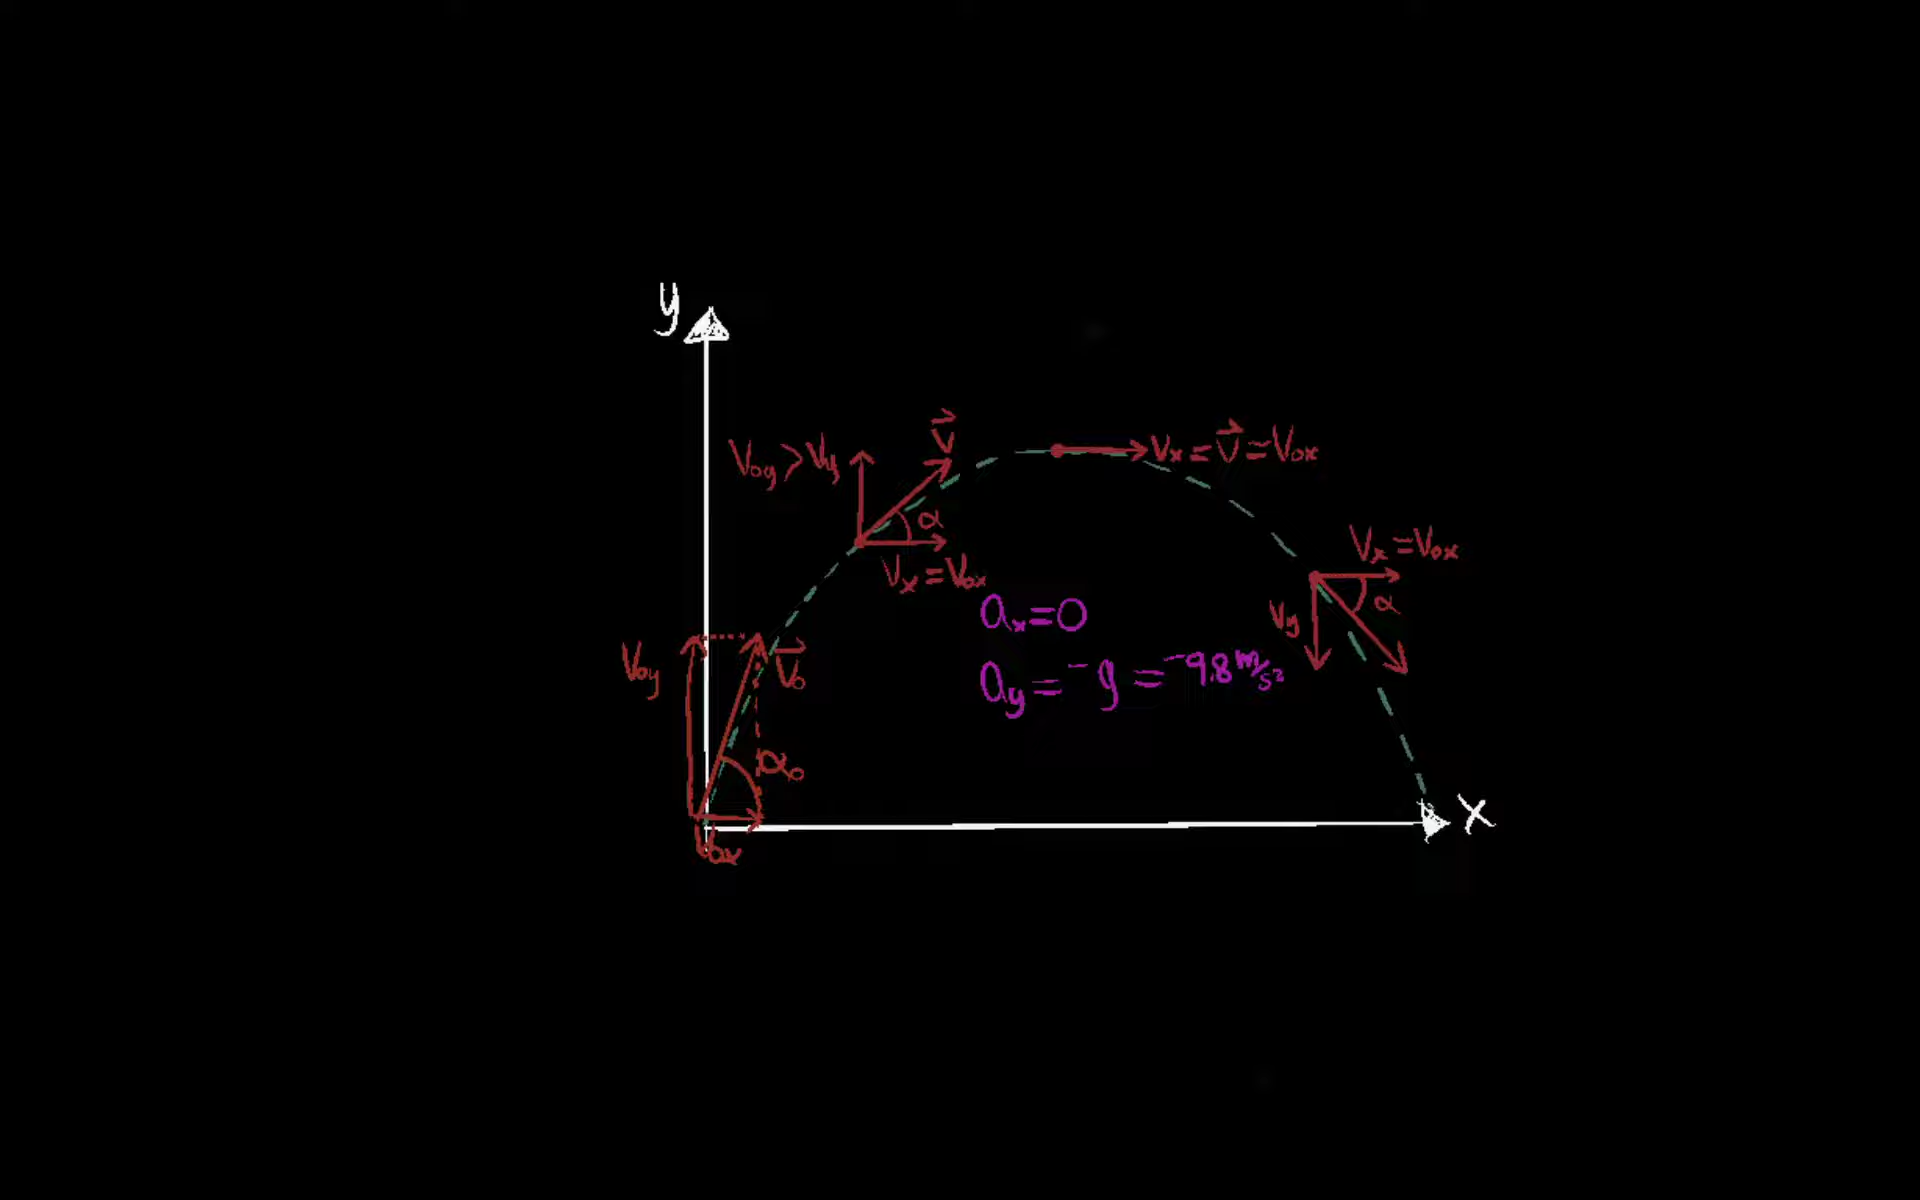 y
V⃗
V₀y > Vy
Vx = V⃗ = V₀x
α
Vx = V₀x
Vx = V₀x
α
Vy
ax = 0
ay = -g = -9.8 m/s²
V₀y
V⃗₀
α₀
x
V₀x